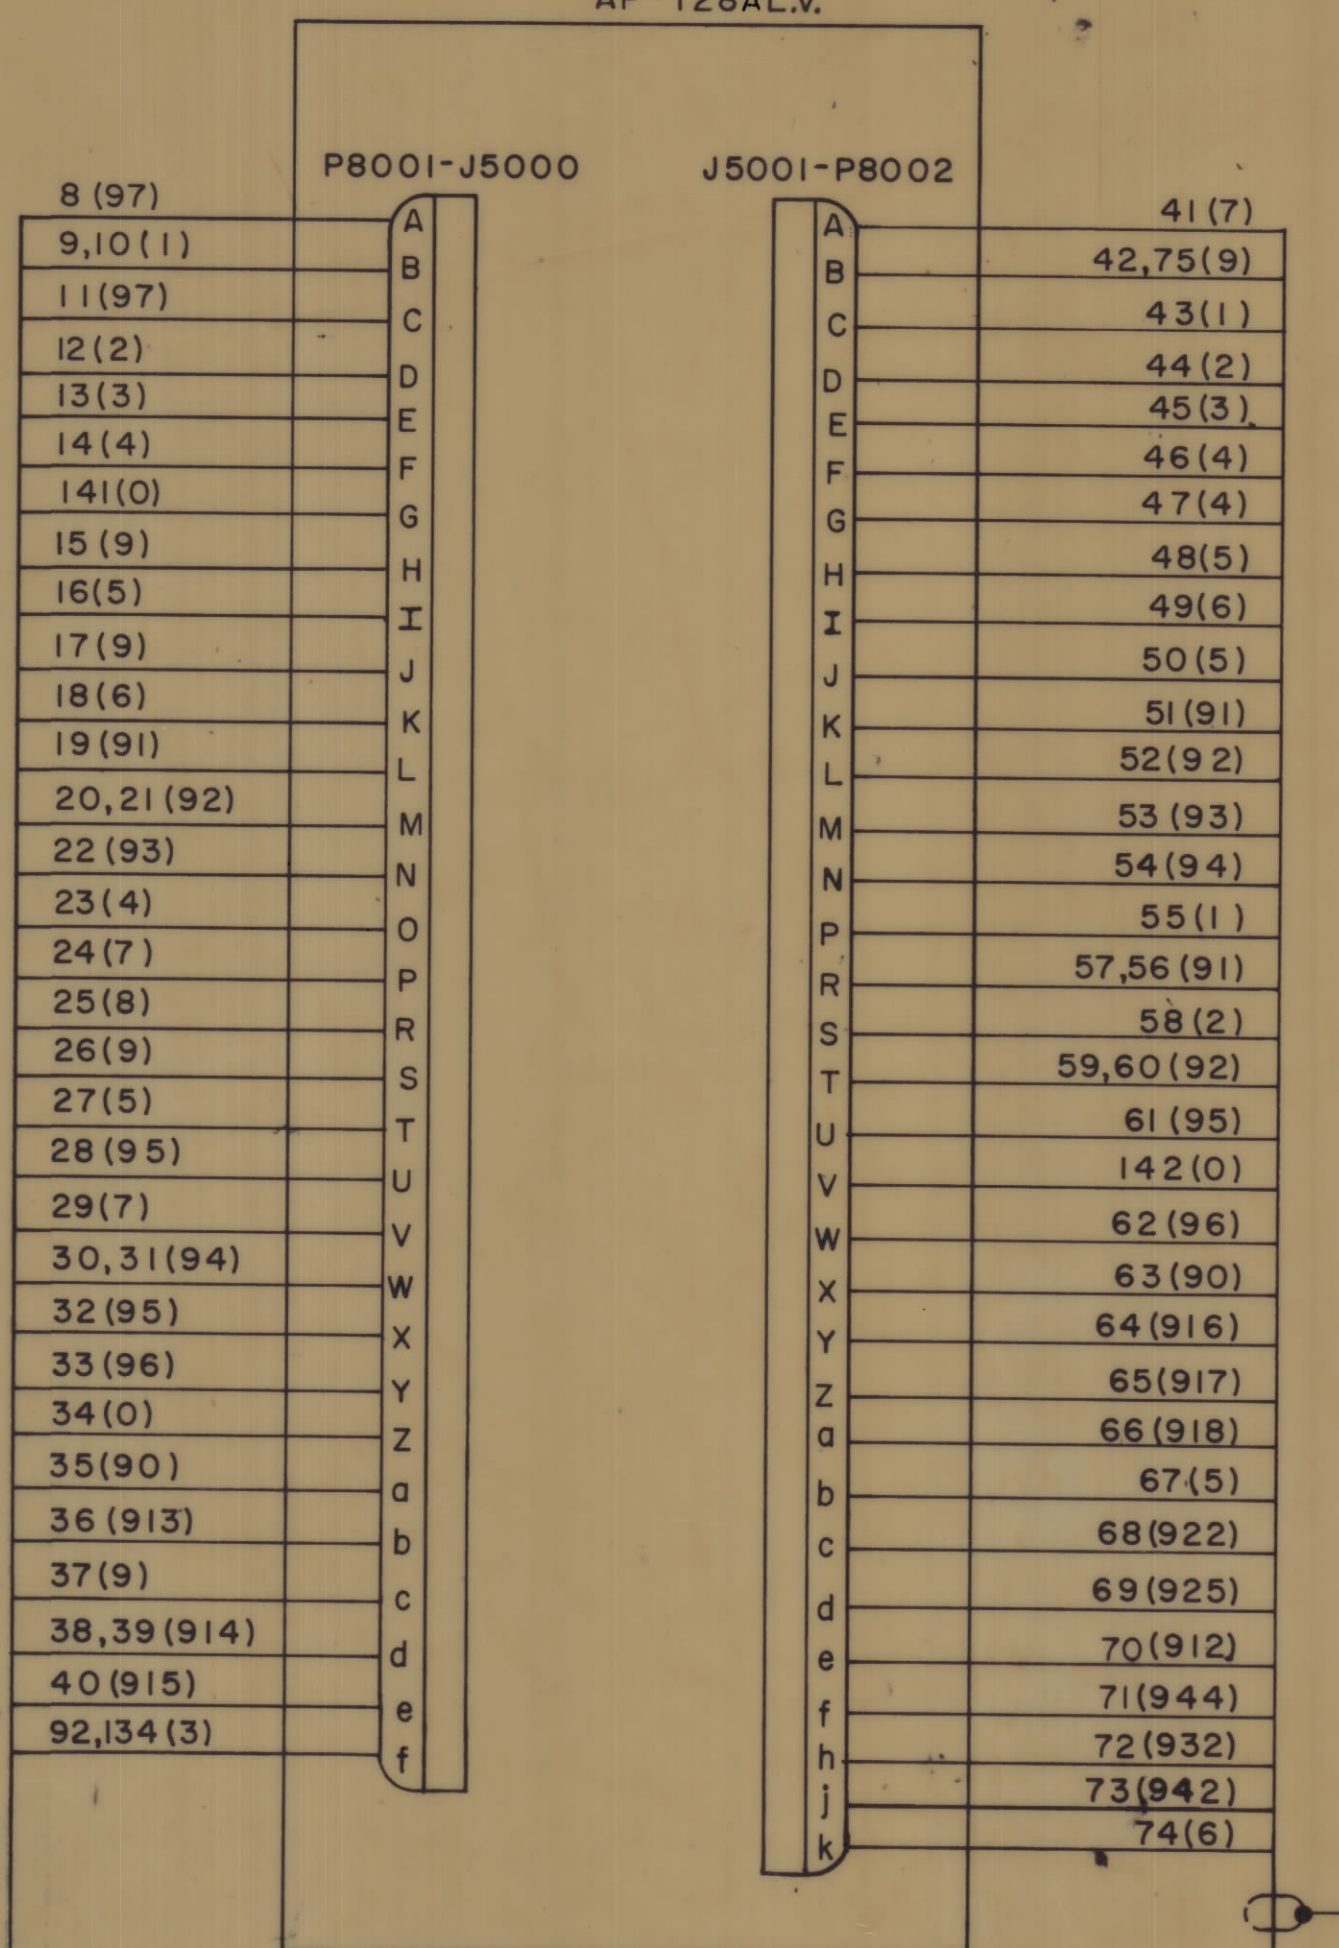 P8001-J5000
8 (97) A
9,10(1) B
11(97) C
12(2) D
13(3) E
14(4) F
141(0) G
15(9) H
16(5) I
17(9) J
18(6) K
19(91) L
20,21(92) M
22(93) N
23(4) O
24(7) P
25(8) R
26(9) S
27(5) T
28(95) U
29(7) V
30,31(94) W
32(95) X
33(96) Y
34(0) Z
35(90) a
36(913) b
37(9) c
38,39(914) d
40(915) e
92,134(3) f
J5001-P8002
A 41(7)
B 42,75(9)
C 43(1)
D 44(2)
E 45(3)
F 46(4)
G 47(4)
H 48(5)
I 49(6)
J 50(5)
K 51(91)
L 52(92)
M 53(93)
N 54(94)
P 55(1)
R 57,56(91)
S 58(2)
T 59,60(92)
U 61(95)
V 142(0)
W 62(96)
X 63(90)
Y 64(916)
Z 65(917)
a 66(918)
b 67(5)
c 68(922)
d 69(925)
e 70(912)
f 71(944)
h 72(932)
j 73(942)
k 74(6)